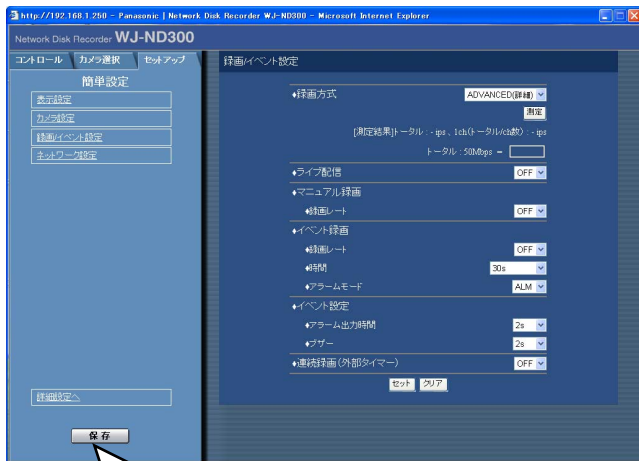 http://192.168.1.250 - Panasonic | Network Disk Recorder WJ-ND300 - Microsoft Internet Explorer
Network Disk Recorder WJ-ND300
コントロール カメラ選択 セットアップ
簡単設定
表示設定
カメラ設定
録画/イベント設定
ネットワーク設定
詳細設定へ
保存
録画/イベント設定
◆録画方式 ADVANCED(詳細)
測定
[測定結果]トータル : - ips 、1ch(トータル/ch数) : - ips
トータル : 50Mbps =
◆ライブ配信 OFF
◆マニュアル録画
◆録画レート OFF
◆イベント録画
◆録画レート OFF
◆時間 30s
◆アラームモード ALM
◆イベント設定
◆アラーム出力時間 2s
◆ブザー 2s
◆連続録画(外部タイマー) OFF
セット クリア